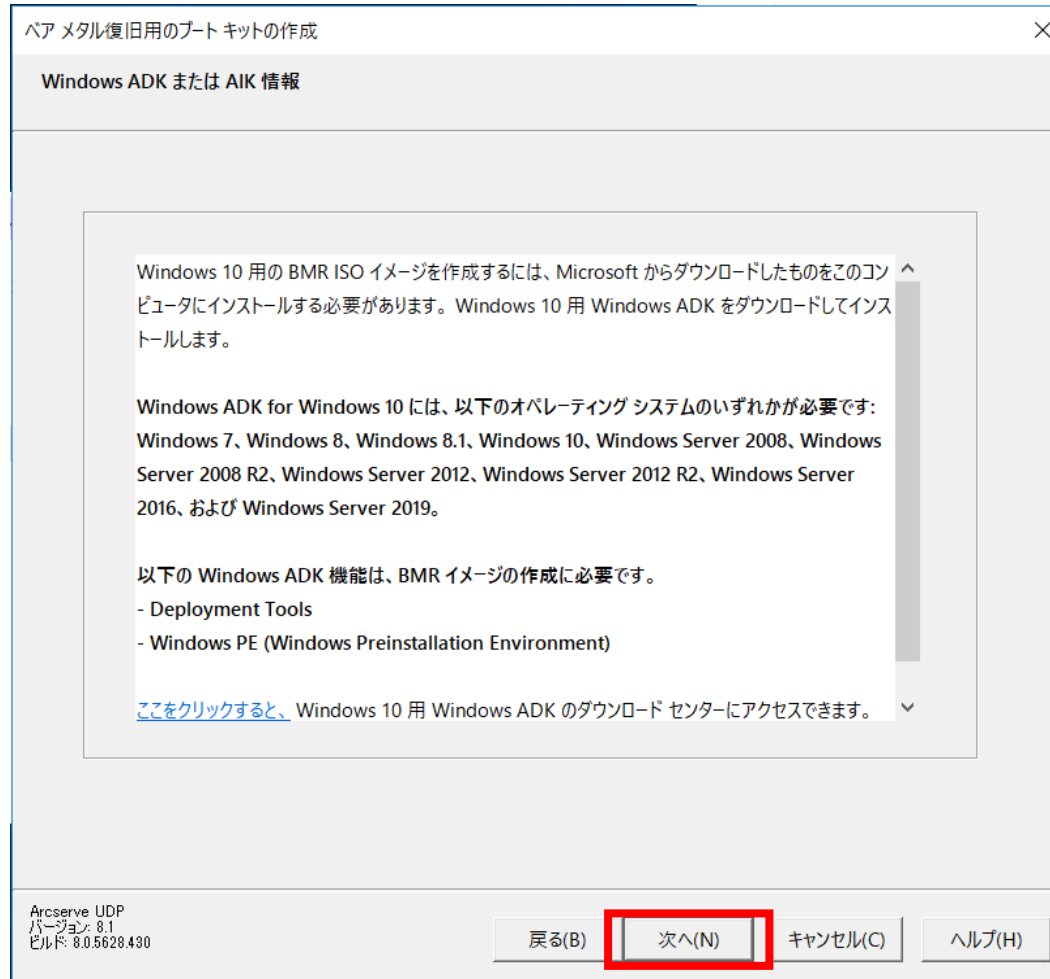 ベア メタル復旧用のブート キットの作成
Windows ADK または AIK 情報
Windows 10 用の BMR ISO イメージを作成するには、Microsoft からダウンロードしたものをこのコン
ピュータにインストールする必要があります。Windows 10 用 Windows ADK をダウンロードしてインス
トールします。
Windows ADK for Windows 10 には、以下のオペレーティング システムのいずれかが必要です:
Windows 7、Windows 8、Windows 8.1、Windows 10、Windows Server 2008、Windows
Server 2008 R2、Windows Server 2012、Windows Server 2012 R2、Windows Server
2016、および Windows Server 2019。
以下の Windows ADK 機能は、BMR イメージの作成に必要です。
- Deployment Tools
- Windows PE (Windows Preinstallation Environment)
ここをクリックすると、 Windows 10 用 Windows ADK のダウンロード センターにアクセスできます。
Arcserve UDP
バージョン: 8.1
ビルド: 8.0.5628.430
戻る(B) 次へ(N) キャンセル(C) ヘルプ(H)